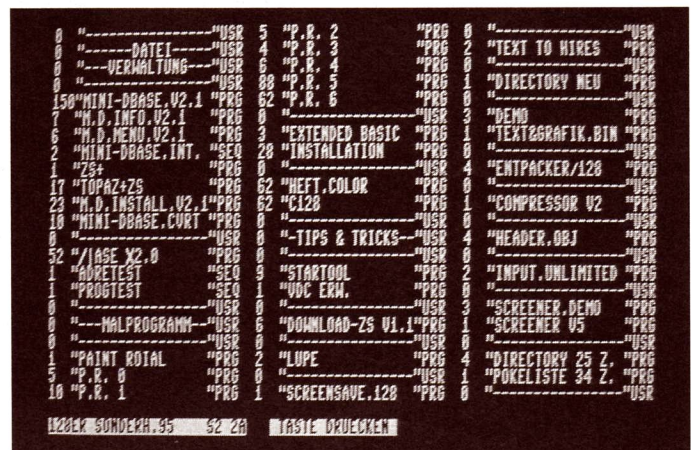 0 "----------------"USR
0 "------DATEI-----"USR
0 "---VERWALTUNG---"USR
0 "----------------"USR
150"MINI-DBASE.V2.1 "PRG
7 "M.D.INFO.V2.1 "PRG
6 "M.D.MENU.V2.1 "PRG
2 "MINI-DBASE.INT. "SEQ
1 "ZS+ "PRG
17 "TOPAZ+ZS "PRG
23 "M.D.INSTALL.V2.1"PRG
10 "MINI-DBASE.CVRT "PRG
0 "----------------"USR
52 "/JASE X2.0 "PRG
1 "ADRETEST "SEQ
1 "PROGTEST "SEQ
0 "----------------"USR
0 "---MALPROGRAMM--"USR
0 "----------------"USR
1 "PAINT ROIAL "PRG
5 "P.R. 0 "PRG
10 "P.R. 1 "PRG
5 "P.R. 2 "PRG
4 "P.R. 3 "PRG
6 "P.R. 4 "PRG
88 "P.R. 5 "PRG
62 "P.R. 6 "PRG
0 "----------------"USR
3 "EXTENDED BASIC "PRG
28 "INSTALLATION "PRG
0 "----------------"USR
62 "HEFT.COLOR "PRG
62 "C128 "PRG
0 "----------------"USR
0 "-TIPS & TRICKS--"USR
0 "----------------"USR
9 "STARTOOL "PRG
1 "VDC ERW. "PRG
0 "----------------"USR
6 "DOWNLOAD-ZS V1.1"PRG
0 "----------------"USR
2 "LUPE "PRG
0 "----------------"USR
1 "SCREENSAVE.128 "PRG
0 "----------------"USR
2 "TEXT TO HIRES "PRG
0 "----------------"USR
1 "DIRECTORY NEU "PRG
0 "----------------"USR
3 "DEMO "PRG
1 "TEXT&GRAFIK.BIN "PRG
0 "----------------"USR
4 "ENTPACKER/128 "PRG
0 "----------------"USR
1 "COMPRESSOR V2 "PRG
0 "----------------"USR
4 "HEADER.OBJ "PRG
0 "----------------"USR
2 "INPUT.UNLIMITED "PRG
0 "----------------"USR
3 "SCREENER.DEMO "PRG
1 "SCREENER V5 "PRG
0 "----------------"USR
4 "DIRECTORY 25 Z. "PRG
1 "POKELISTE 34 Z. "PRG
0 "----------------"USR
128ER SUNDERH.95 S2 2A TASTE DRUECKEN